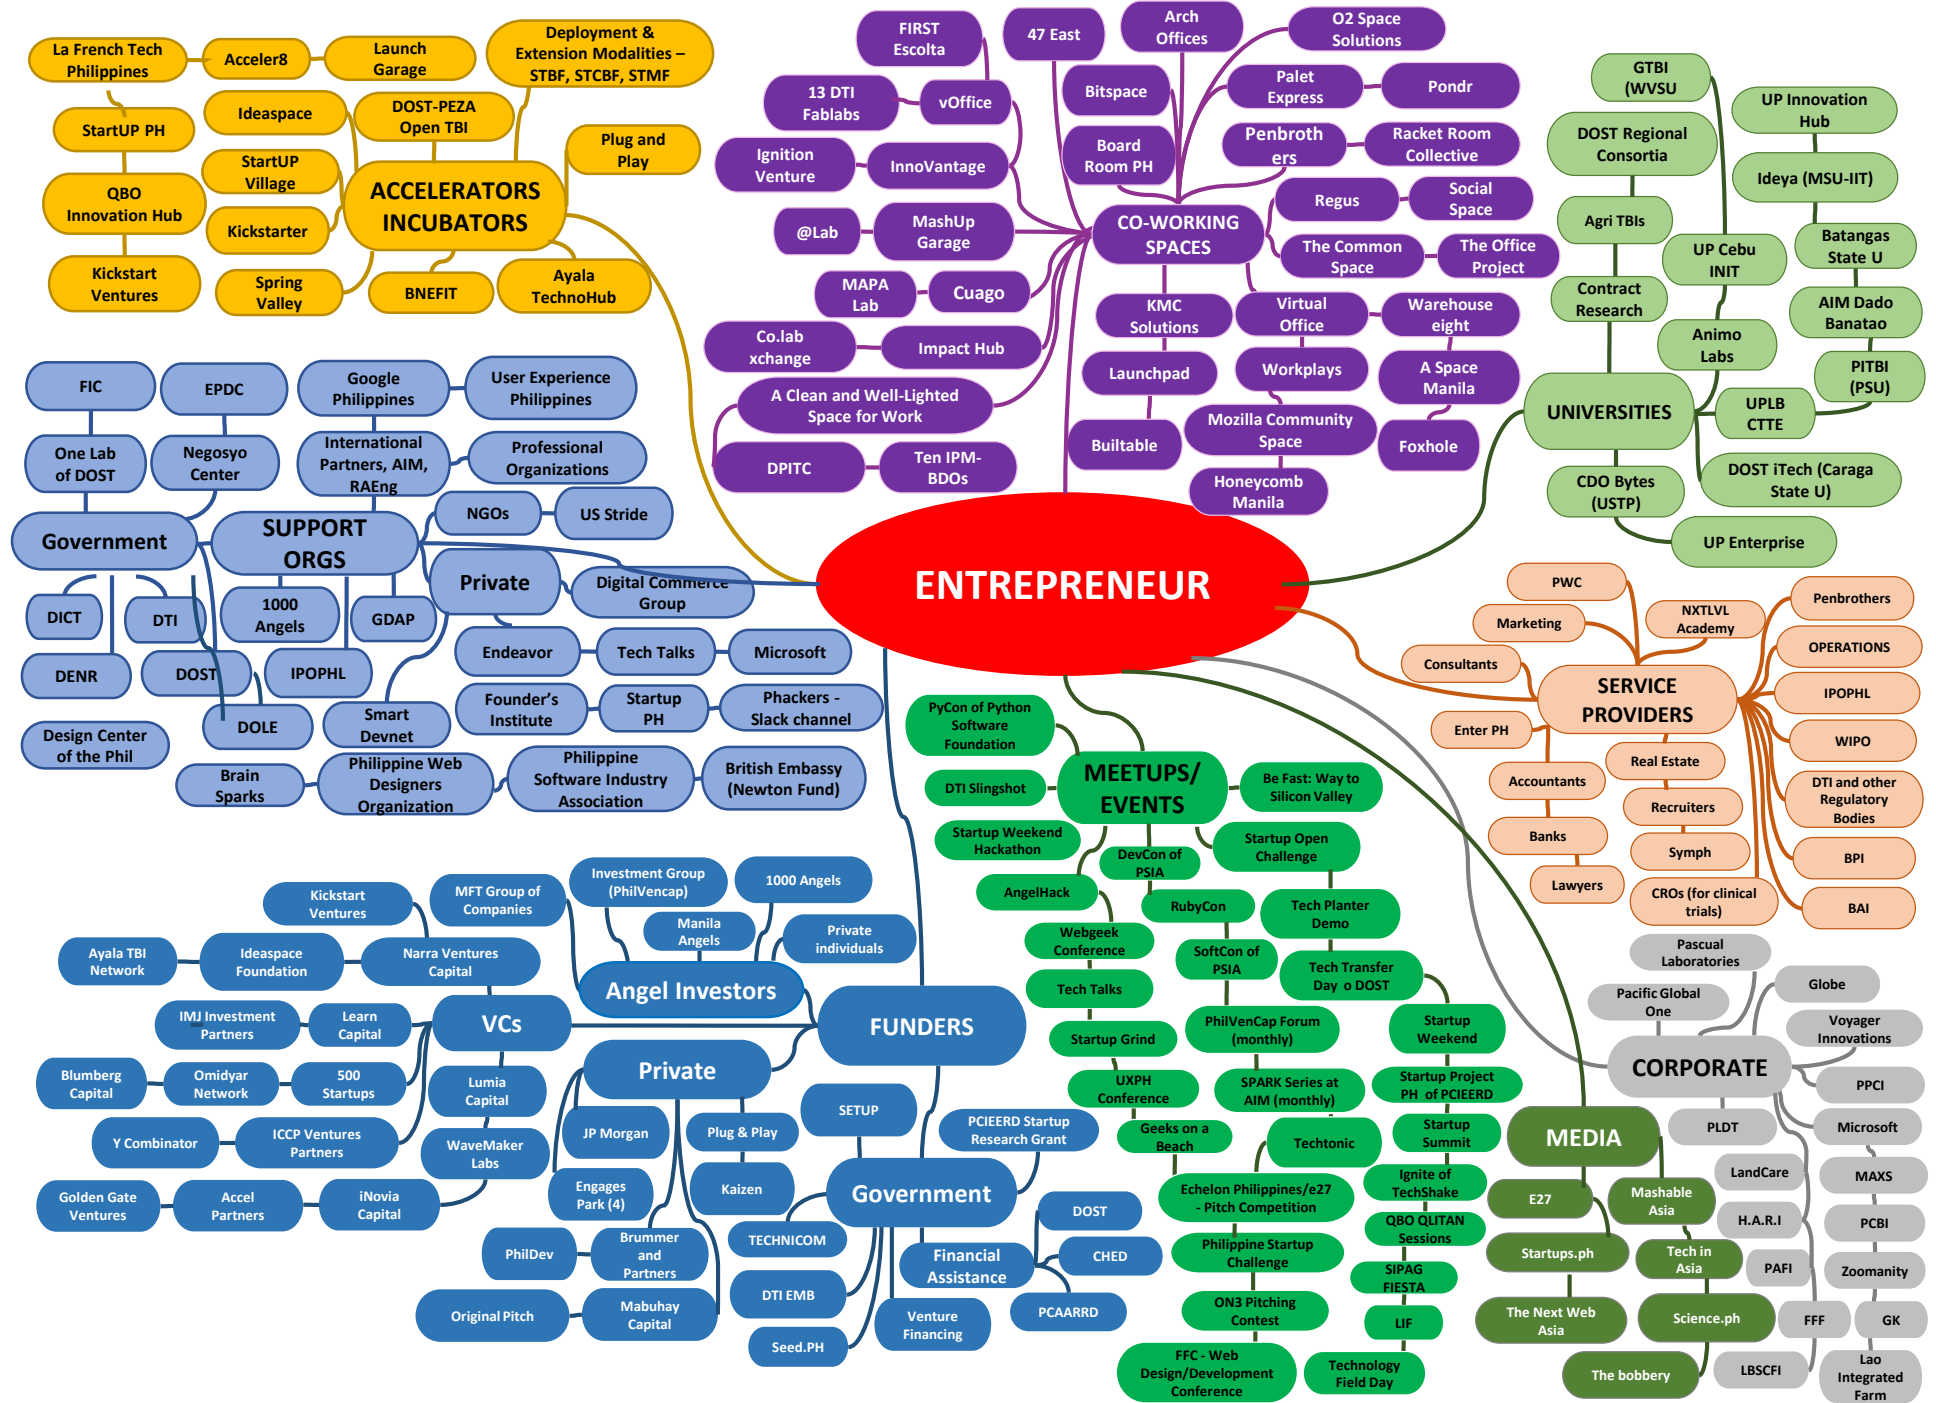 La French Tech
Philippines
Acceler8
Launch
Garage
Deployment &
Extension Modalities –
STBF, STCBF, STMF
StartUP PH
Ideaspace
DOST-PEZA
Open TBI
Plug and
Play
StartUP
Village
QBO
Innovation Hub
ACCELERATORS
INCUBATORS
Kickstarter
Kickstart
Ventures
Spring
Valley
BNEFIT
Ayala
TechnoHub
FIRST
Escolta
47 East
Arch
Offices
O2 Space
Solutions
13 DTI
Fablabs
vOffice
Bitspace
Palet
Express
Pondr
Ignition
Venture
InnoVantage
Board
Room PH
Penbroth
ers
Racket Room
Collective
@Lab
MashUp
Garage
CO-WORKING
SPACES
Regus
Social
Space
The Common
Space
The Office
Project
MAPA
Lab
Cuago
KMC
Solutions
Virtual
Office
Warehouse
eight
Co.lab
xchange
Impact Hub
Launchpad
Workplays
A Space
Manila
A Clean and Well-Lighted
Space for Work
Builtable
Mozilla Community
Space
Foxhole
DPITC
Ten IPM-
BDOs
Honeycomb
Manila
GTBI
(WVSU
UP Innovation
Hub
DOST Regional
Consortia
Ideya (MSU-IIT)
Agri TBIs
UP Cebu
INIT
Batangas
State U
Contract
Research
AIM Dado
Banatao
Animo
Labs
PITBI
(PSU)
UNIVERSITIES
UPLB
CTTE
CDO Bytes
(USTP)
DOST iTech (Caraga
State U)
UP Enterprise
FIC
EPDC
Google
Philippines
User Experience
Philippines
One Lab
of DOST
Negosyo
Center
International
Partners, AIM,
RAEng
Professional
Organizations
Government
SUPPORT
ORGS
NGOs
US Stride
Private
Digital Commerce
Group
DICT
DTI
1000
Angels
GDAP
DENR
DOST
IPOPHL
Endeavor
Tech Talks
Microsoft
DOLE
Smart
Devnet
Founder's
Institute
Startup
PH
Phackers -
Slack channel
Design Center
of the Phil
Brain
Sparks
Philippine Web
Designers
Organization
Philippine
Software Industry
Association
British Embassy
(Newton Fund)
ENTREPRENEUR
PWC
Penbrothers
Marketing
NXTLVL
Academy
OPERATIONS
Consultants
SERVICE
PROVIDERS
IPOPHL
Enter PH
WIPO
Real Estate
Accountants
DTI and other
Regulatory
Bodies
Recruiters
Banks
Symph
BPI
Lawyers
CROs (for clinical
trials)
BAI
PyCon of Python
Software
Foundation
MEETUPS/
EVENTS
DTI Slingshot
Be Fast: Way to
Silicon Valley
Startup Weekend
Hackathon
DevCon of
PSIA
Startup Open
Challenge
AngelHack
RubyCon
Tech Planter
Demo
Webgeek
Conference
SoftCon of
PSIA
Tech Transfer
Day  o DOST
Tech Talks
PhilVenCap Forum
(monthly)
Startup
Weekend
Startup Grind
UXPH
Conference
SPARK Series at
AIM (monthly)
Startup Project
PH  of PCIEERD
Geeks on a
Beach
Techtonic
Startup
Summit
Echelon Philippines/e27
- Pitch Competition
Ignite of
TechShake
Philippine Startup
Challenge
QBO QLITAN
Sessions
ON3 Pitching
Contest
SIPAG
FIESTA
FFC - Web
Design/Development
Conference
LIF
Technology
Field Day
Kickstart
Ventures
MFT Group of
Companies
Investment Group
(PhilVencap)
1000 Angels
Manila
Angels
Private
individuals
Ayala TBI
Network
Ideaspace
Foundation
Narra Ventures
Capital
Angel Investors
IMJ Investment
Partners
Learn
Capital
VCs
FUNDERS
Blumberg
Capital
Omidyar
Network
500
Startups
Lumia
Capital
Private
Y Combinator
ICCP Ventures
Partners
WaveMaker
Labs
JP Morgan
Plug & Play
SETUP
PCIEERD Startup
Research Grant
Golden Gate
Ventures
Accel
Partners
iNovia
Capital
Engages
Park (4)
Kaizen
Government
PhilDev
Brummer
and
Partners
TECHNICOM
Financial
Assistance
DOST
CHED
PCAARRD
Original Pitch
Mabuhay
Capital
DTI EMB
Seed.PH
Venture
Financing
Pascual
Laboratories
Pacific Global
One
Globe
Voyager
Innovations
CORPORATE
PPCI
PLDT
Microsoft
LandCare
MAXS
H.A.R.I
PCBI
PAFI
Zoomanity
FFF
GK
LBSCFI
Lao
Integrated
Farm
MEDIA
E27
Mashable
Asia
Startups.ph
Tech in
Asia
The Next Web
Asia
Science.ph
The bobbery